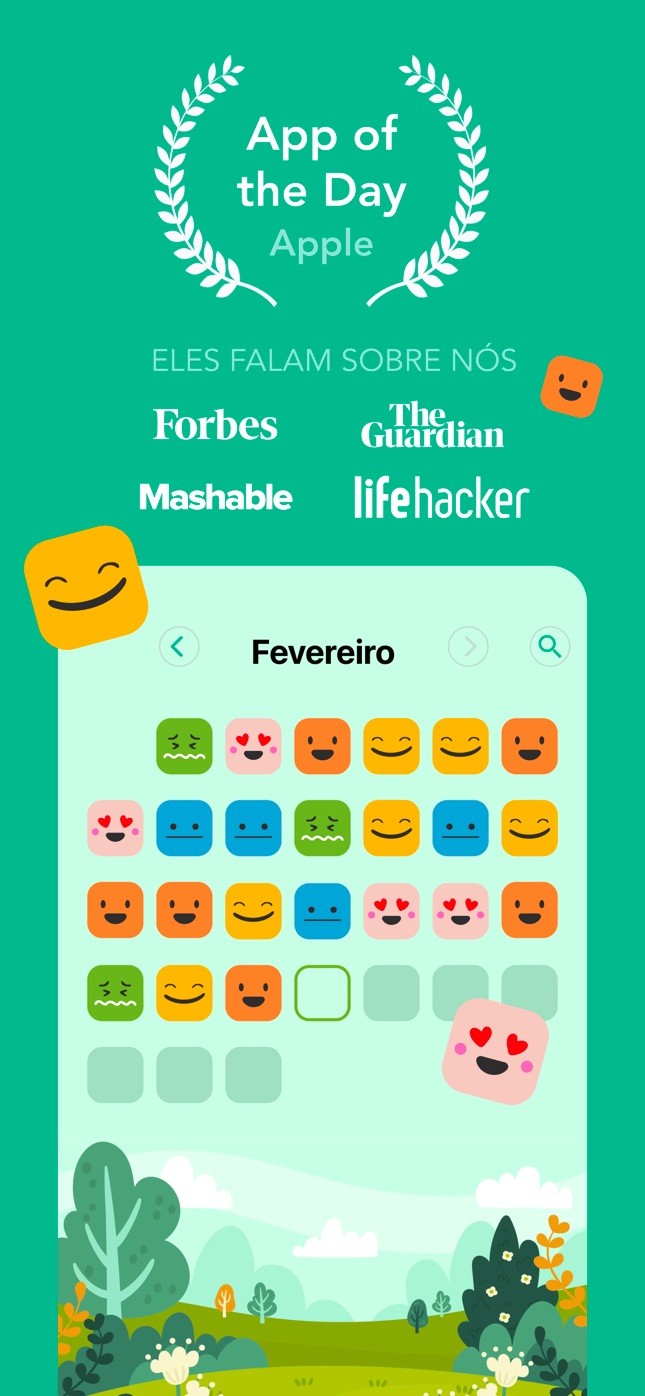 App of
the Day
Apple
ELES FALAM SOBRE NÓS
Forbes
The
Guardian
Mashable
lifehacker
Fevereiro